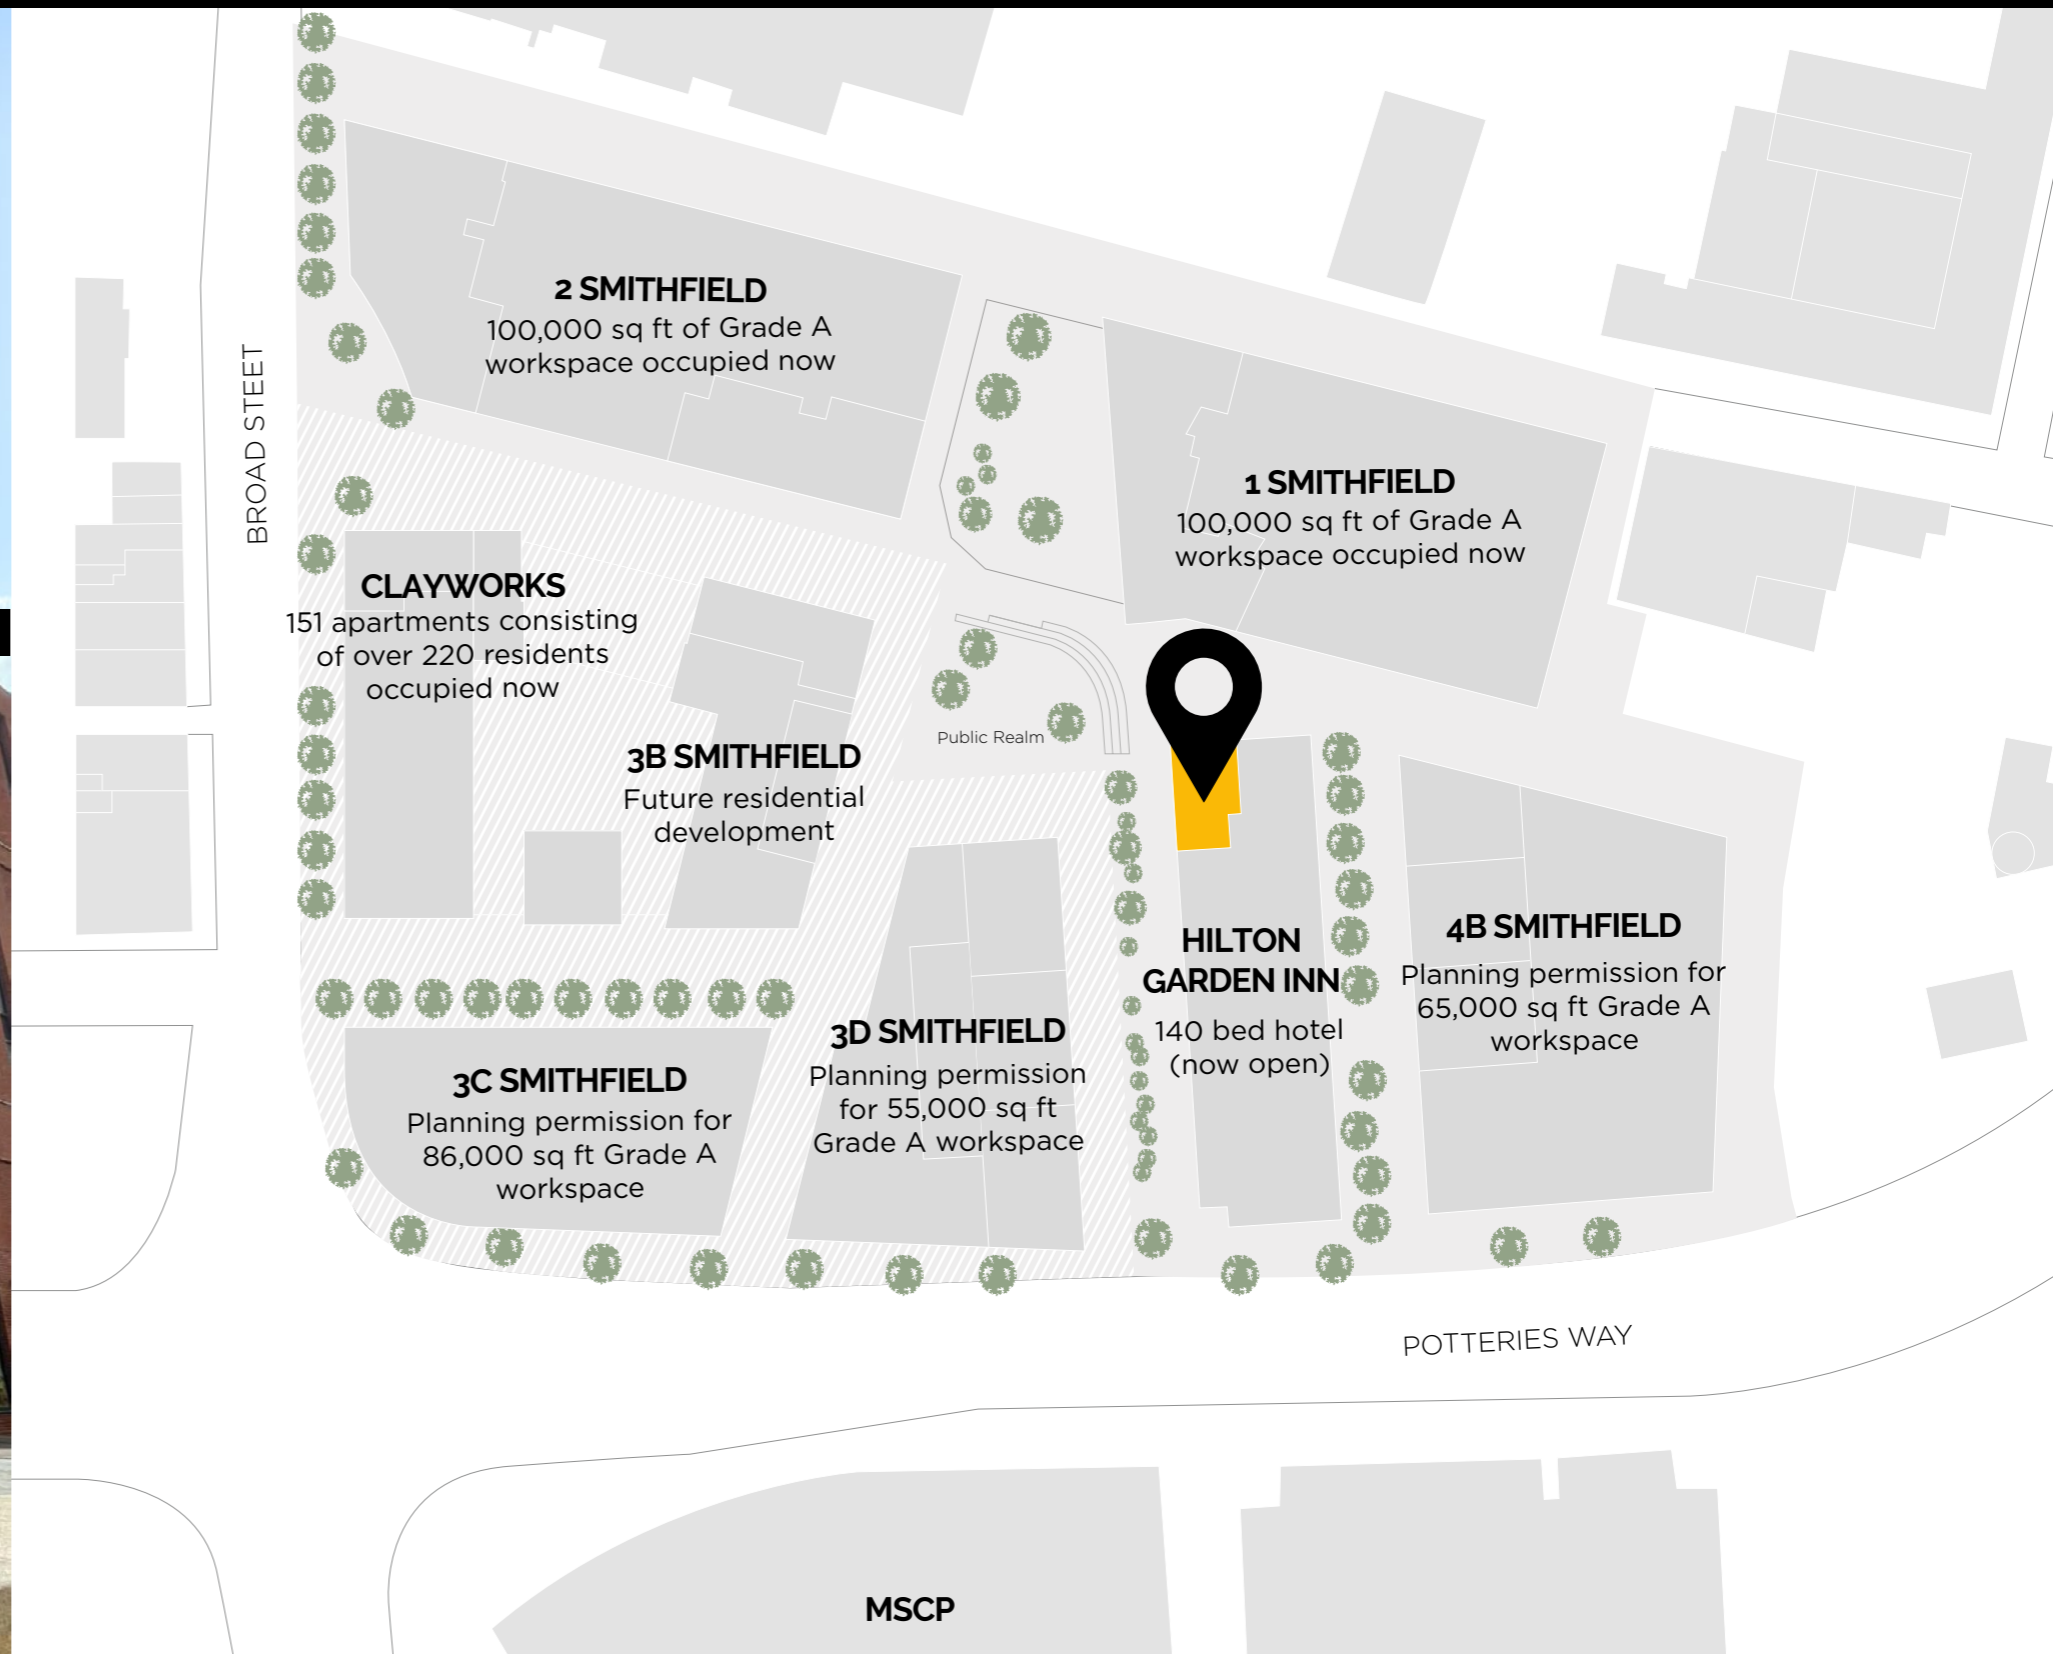 2 SMITHFIELD
100,000 sq ft of Grade A
workspace occupied now
BROAD STEET
1 SMITHFIELD
100,000 sq ft of Grade A
workspace occupied now
CLAYWORKS
151 apartments consisting
of over 220 residents
occupied now
3B SMITHFIELD
Future residential
development
Public Realm
HILTON
GARDEN INN
140 bed hotel
(now open)
4B SMITHFIELD
Planning permission for
65,000 sq ft Grade A
workspace
3C SMITHFIELD
Planning permission for
86,000 sq ft Grade A
workspace
3D SMITHFIELD
Planning permission
for 55,000 sq ft
Grade A workspace
POTTERIES WAY
MSCP